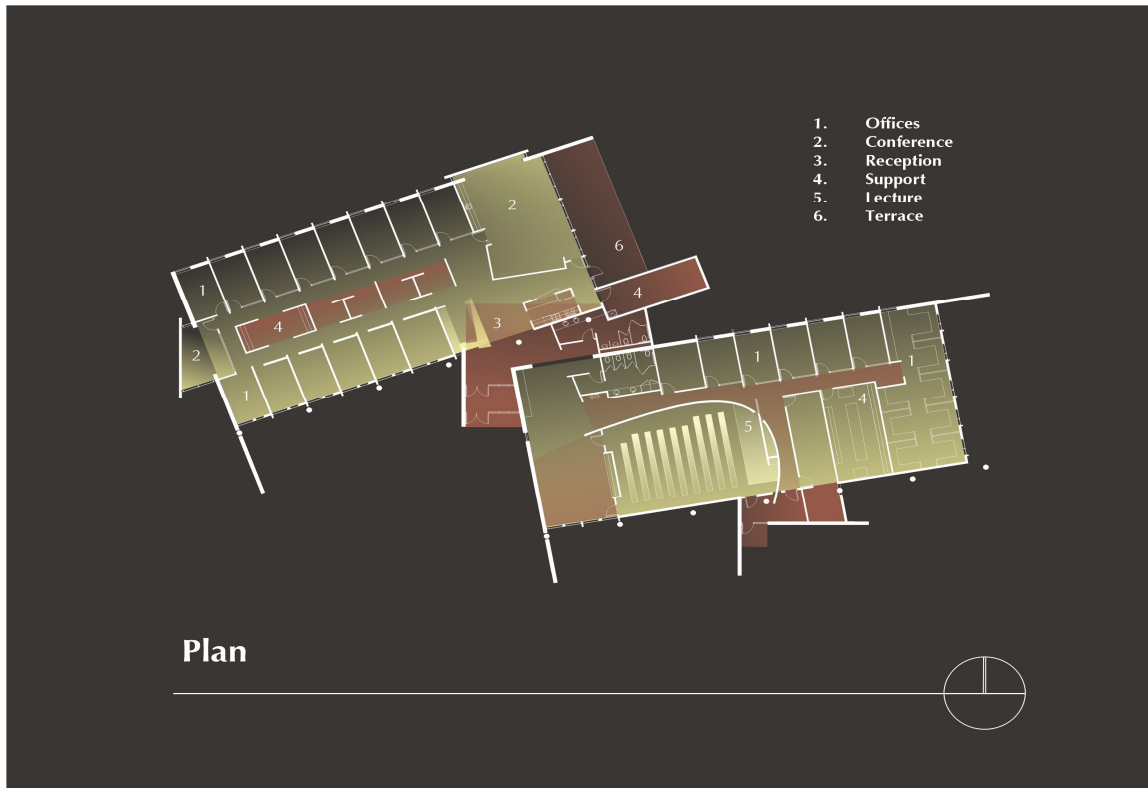 1. Offices
2. Conference
3. Reception
4. Support
5. Lecture
6. Terrace
2
6
1
4
3
4
2
1
1
1
4
5
Plan